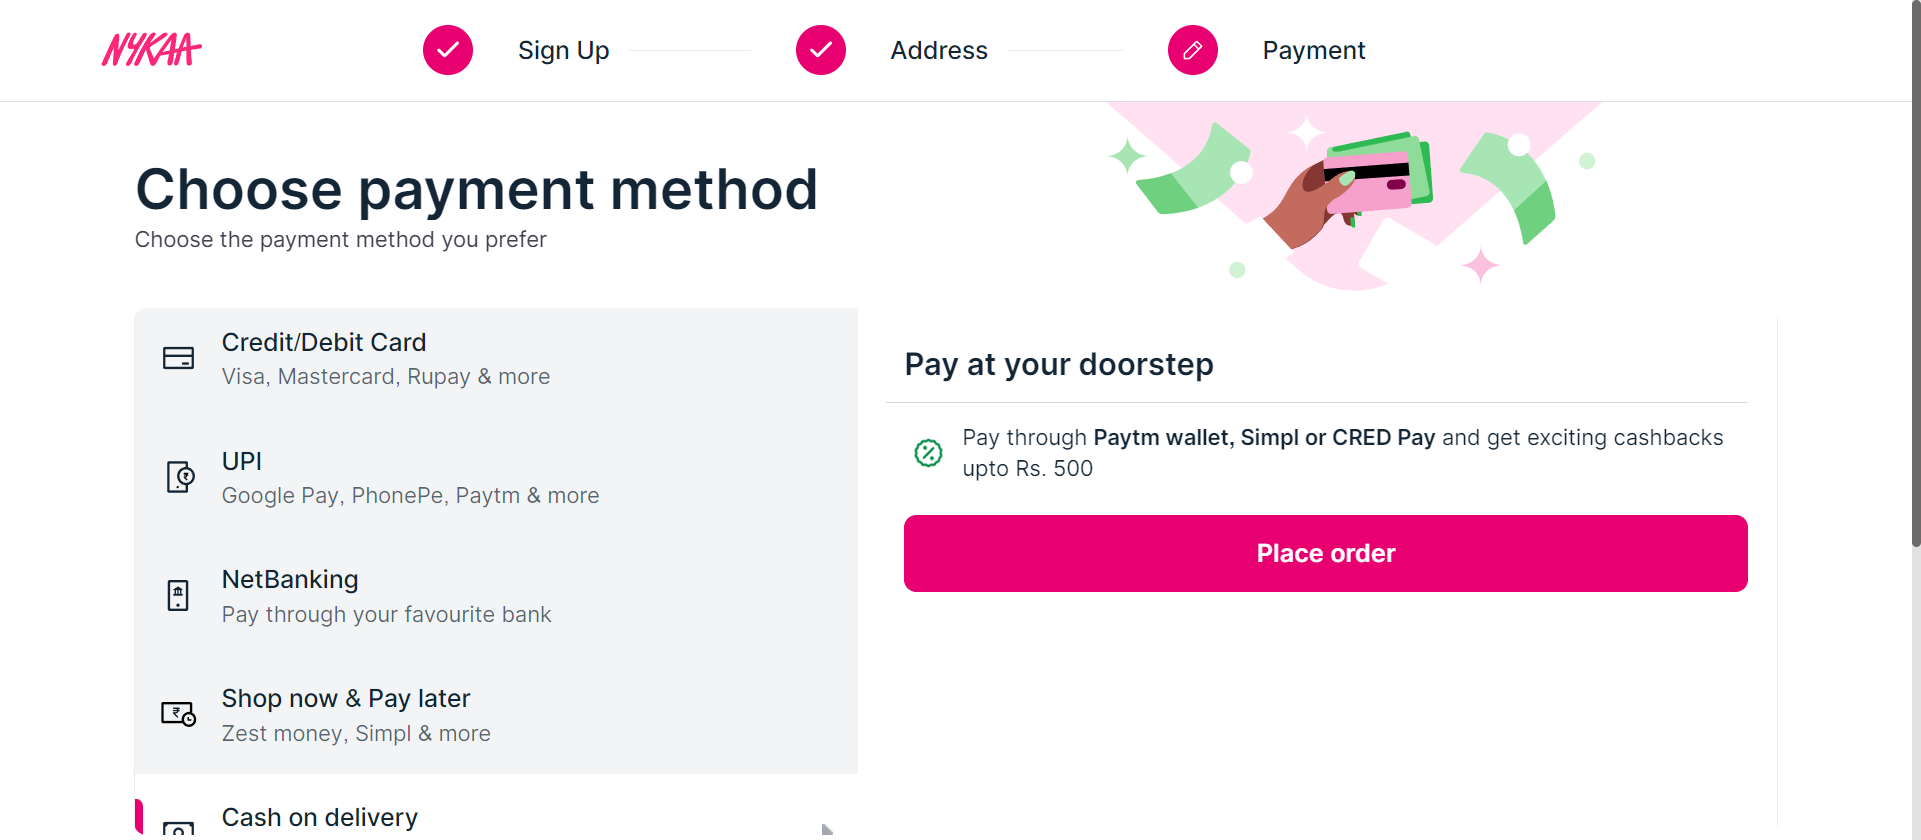 NYKAA
Sign Up
Address
Payment
Choose payment method
Choose the payment method you prefer
Credit/Debit Card
Visa, Mastercard, Rupay & more
UPI
Google Pay, PhonePe, Paytm & more
NetBanking
Pay through your favourite bank
Shop now & Pay later
Zest money, Simpl & more
Cash on delivery
Pay at your doorstep
Pay through Paytm wallet, Simpl or CRED Pay and get exciting cashbacks
upto Rs. 500
Place order